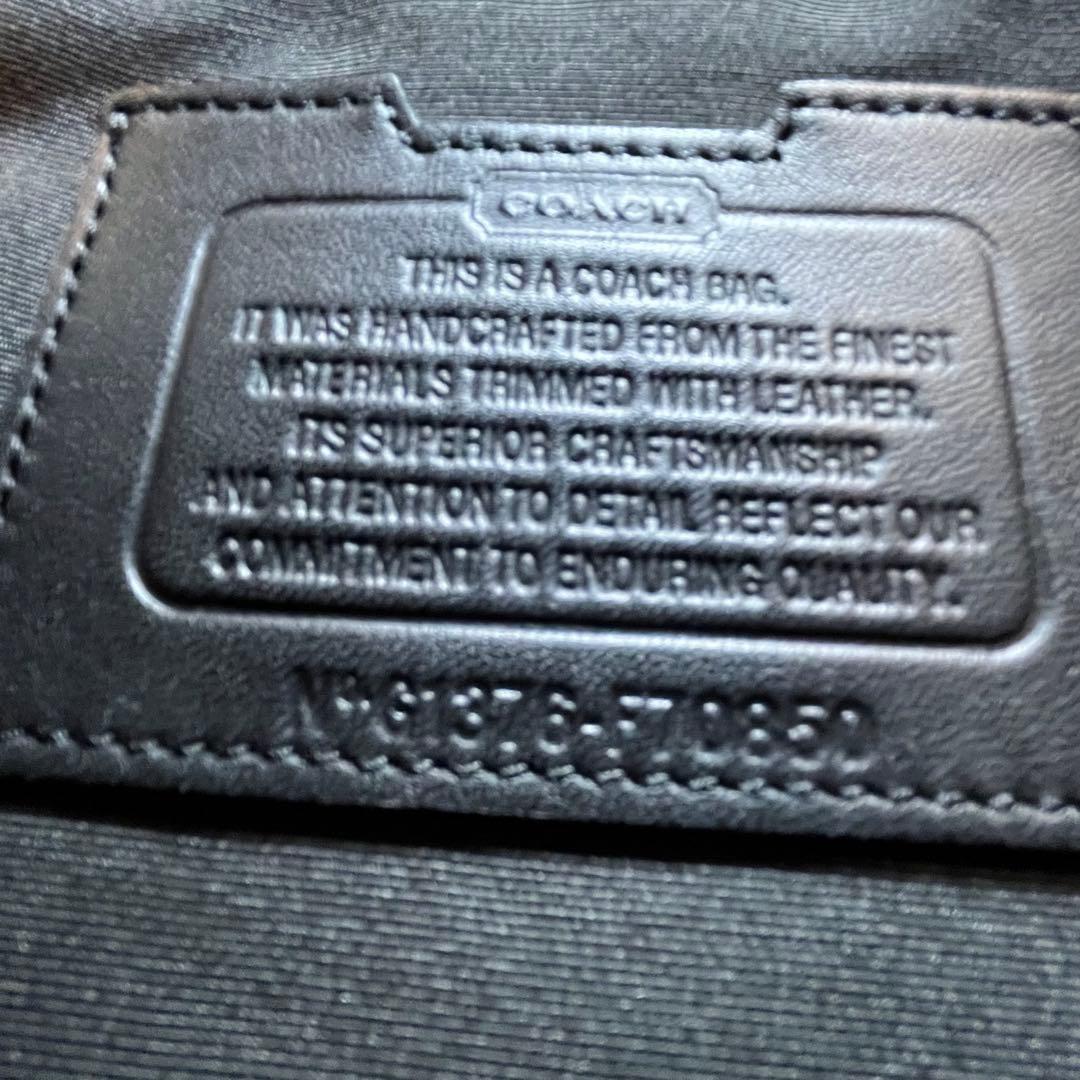 COACH
THIS IS A COACH BAG.
IT WAS HANDCRAFTED FROM THE FINEST
MATERIALS TRIMMED WITH LEATHER.
ITS SUPERIOR CRAFTSMANSHIP
AND ATTENTION TO DETAIL REFLECT OUR
COMMITMENT TO ENDURING QUALITY.